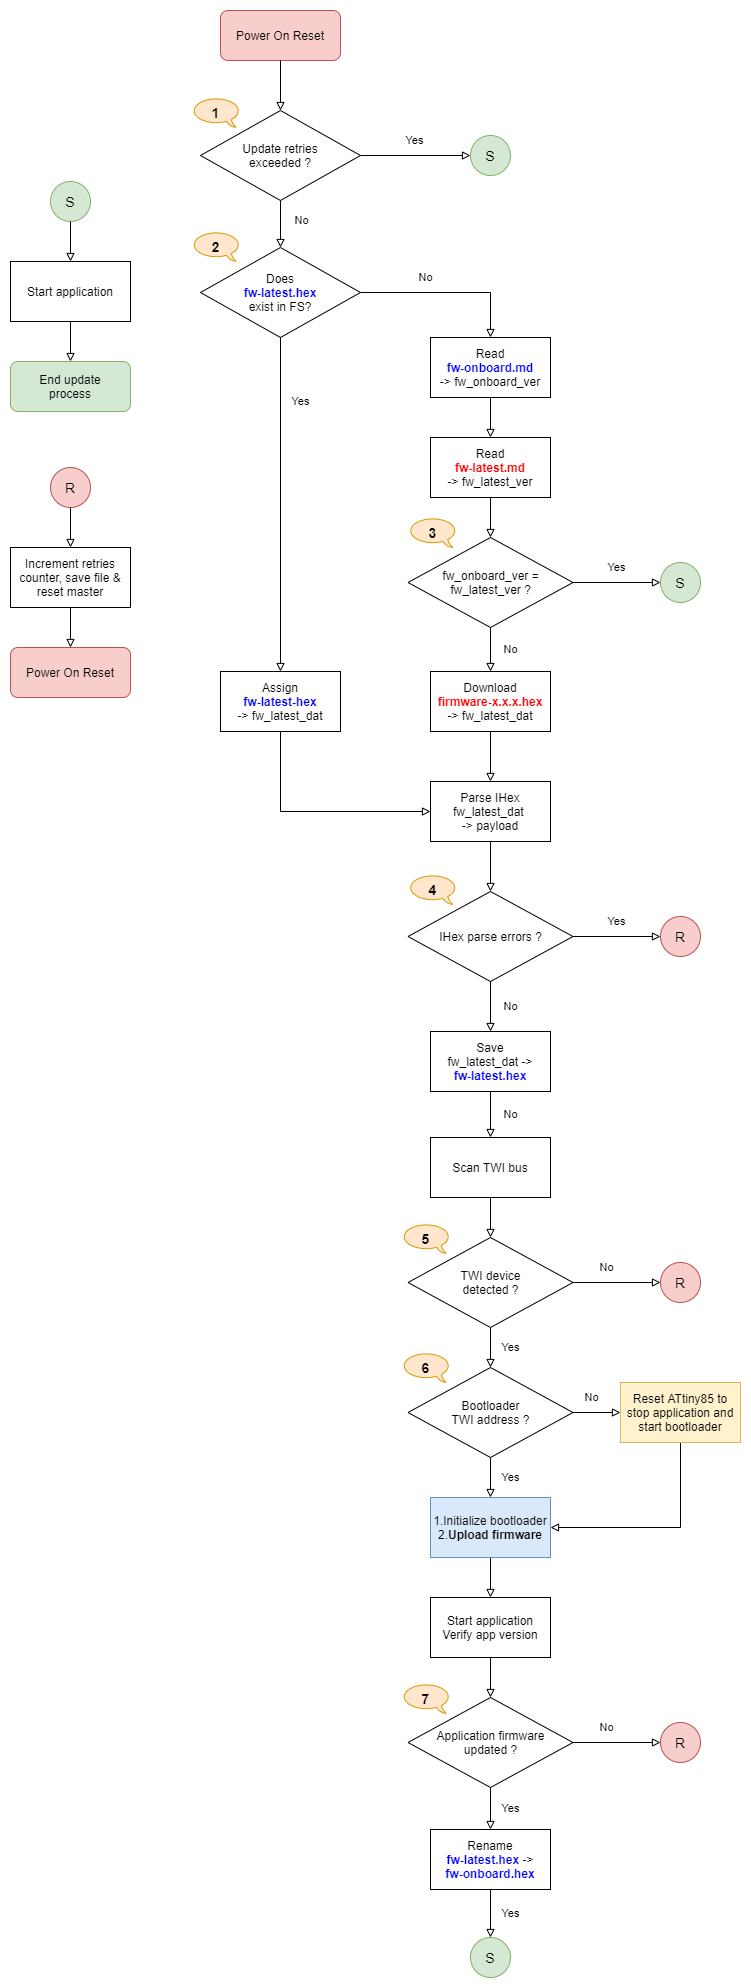 Power On Reset
1
Update retries
exceeded ?
Yes
S
No
S
Start application
End update
process
R
Increment retries
counter, save file &
reset master
Power On Reset
2
Does
fw-latest.hex
exist in FS?
No
Yes
Read
fw-onboard.md
-> fw_onboard_ver
Read
fw-latest.md
-> fw_latest_ver
3
fw_onboard_ver =
fw_latest_ver ?
Yes
S
No
Assign
fw-latest-hex
-> fw_latest_dat
Download
firmware-x.x.x.hex
-> fw_latest_dat
Parse IHex
fw_latest_dat
-> payload
4
IHex parse errors ?
Yes
R
No
Save
fw_latest_dat ->
fw-latest.hex
No
Scan TWI bus
5
TWI device
detected ?
No
R
Yes
6
Bootloader
TWI address ?
No
Reset ATtiny85 to
stop application and
start bootloader
Yes
1.Initialize bootloader
2.Upload firmware
Start application
Verify app version
7
Application firmware
updated ?
No
R
Yes
Rename
fw-latest.hex ->
fw-onboard.hex
Yes
S